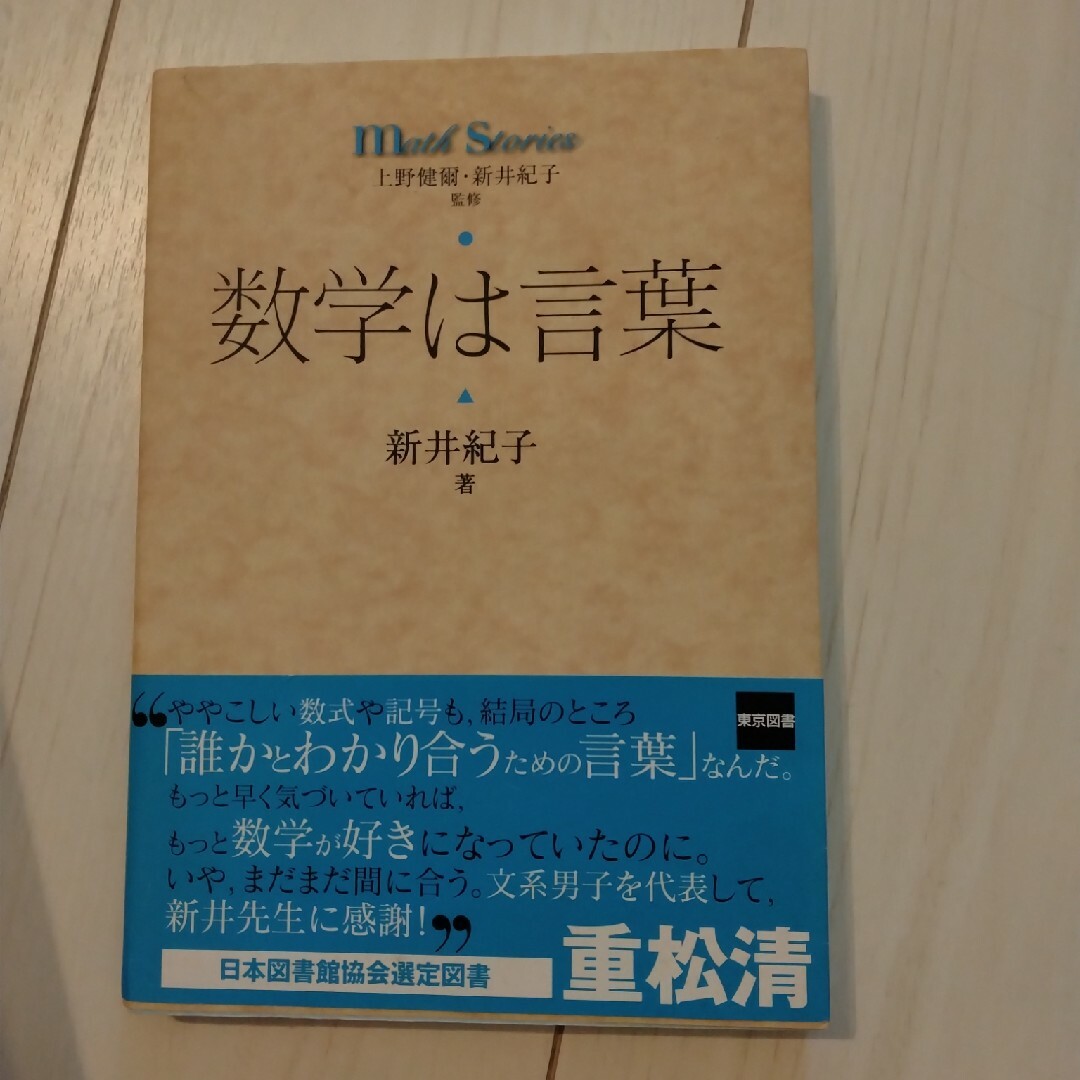 Math Stories
上野健爾・新井紀子
監修
数学は言葉
新井紀子
著
東京図書
“ややこしい数式や記号も,結局のところ
「誰かとわかり合うための言葉」なんだ。
もっと早く気づいていれば,
もっと数学が好きになっていたのに。
いや,まだまだ間に合う。文系男子を代表して,
新井先生に感謝!”
日本図書館協会選定図書
重松清